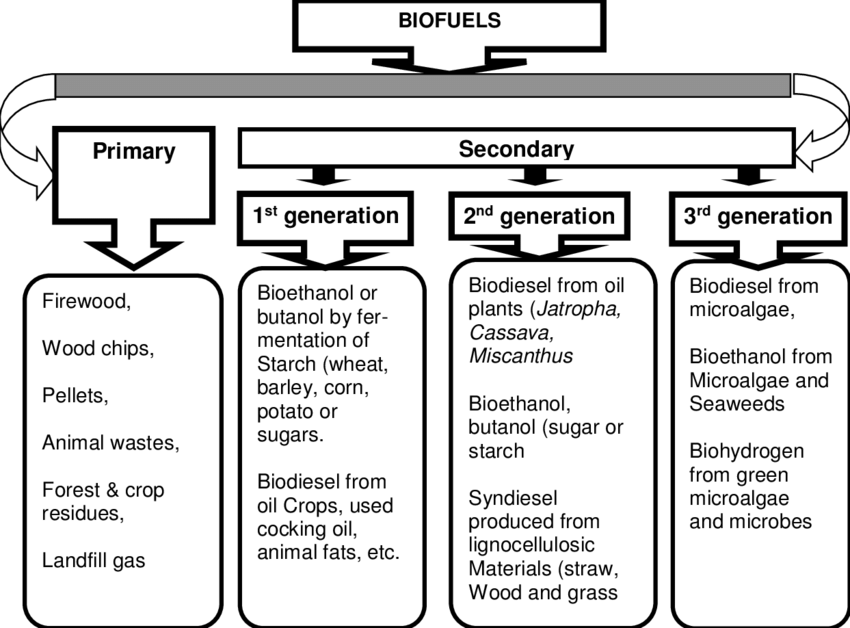 BIOFUELS
Primary
Secondary
1st generation
2nd generation
3rd generation
Firewood,
Wood chips,
Pellets,
Animal wastes,
Forest & crop
residues,
Landfill gas
Bioethanol or
butanol by fer-
mentation of
Starch (wheat,
barley, corn,
potato or
sugars.
Biodiesel from
oil Crops, used
cocking oil,
animal fats, etc.
Biodiesel from oil
plants (Jatropha,
Cassava,
Miscanthus
Bioethanol,
butanol (sugar or
starch
Syndiesel
produced from
lignocellulosic
Materials (straw,
Wood and grass
Biodiesel from
microalgae,
Bioethanol from
Microalgae and
Seaweeds
Biohydrogen
from green
microalgae
and microbes